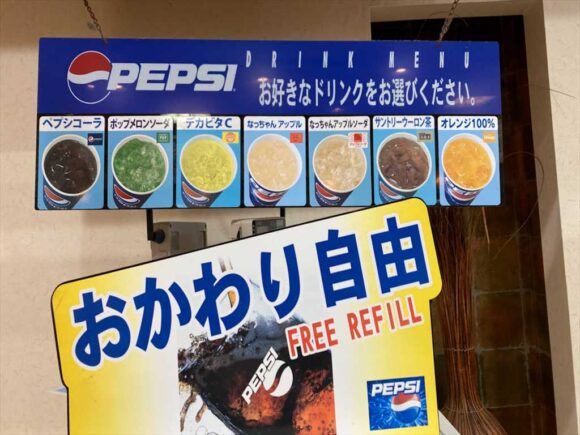 PEPSI
DRINK MENU
お好きなドリンクをお選びください。
ペプシコーラ
ポップメロンソーダ
デカビタC
なっちゃん アップル
なっちゃんアップルソーダ
サントリーウーロン茶
オレンジ100%
おかわり自由
FREE REFILL
PEPSI
PEPSI